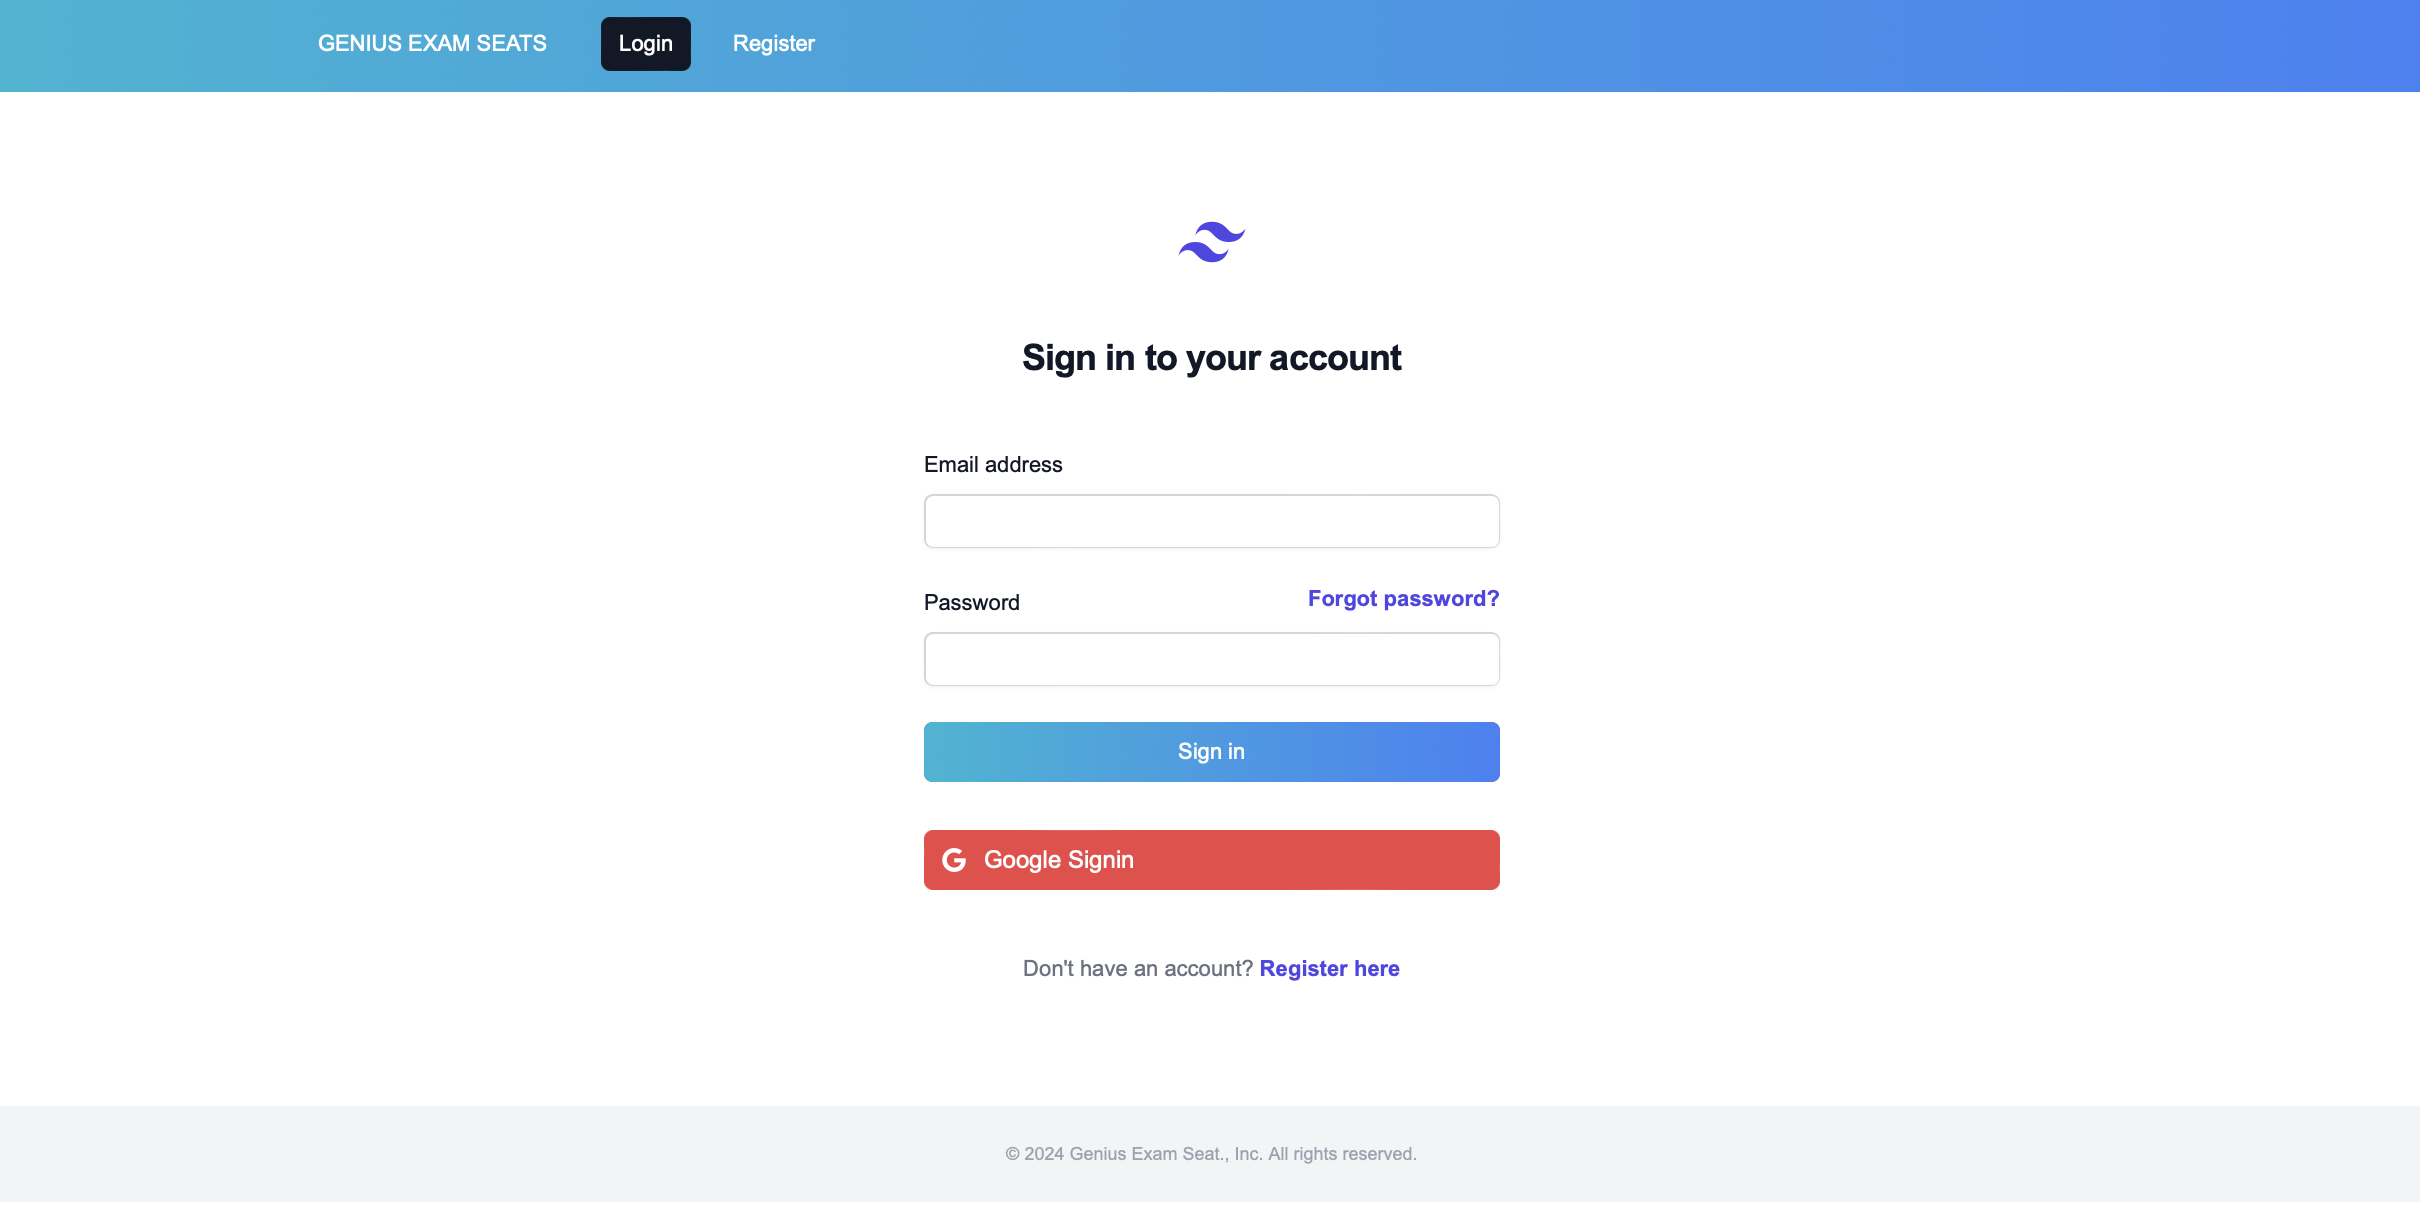 GENIUS EXAM SEATS Login Register
Sign in to your account
Email address
Password Forgot password?
Sign in
Google Signin
Don't have an account? Register here
© 2024 Genius Exam Seat., Inc. All rights reserved.